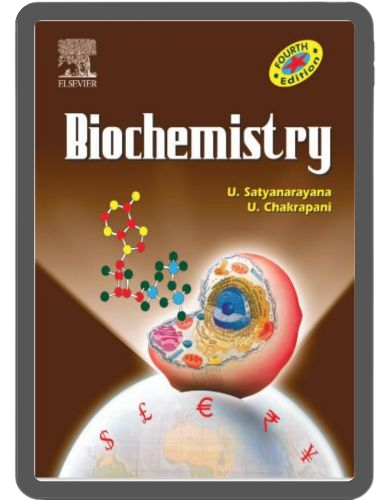 ELSEVIER
FOURTH
Edition
Biochemistry
U. Satyanarayana
U. Chakrapani
$ £ € ₹ ¥